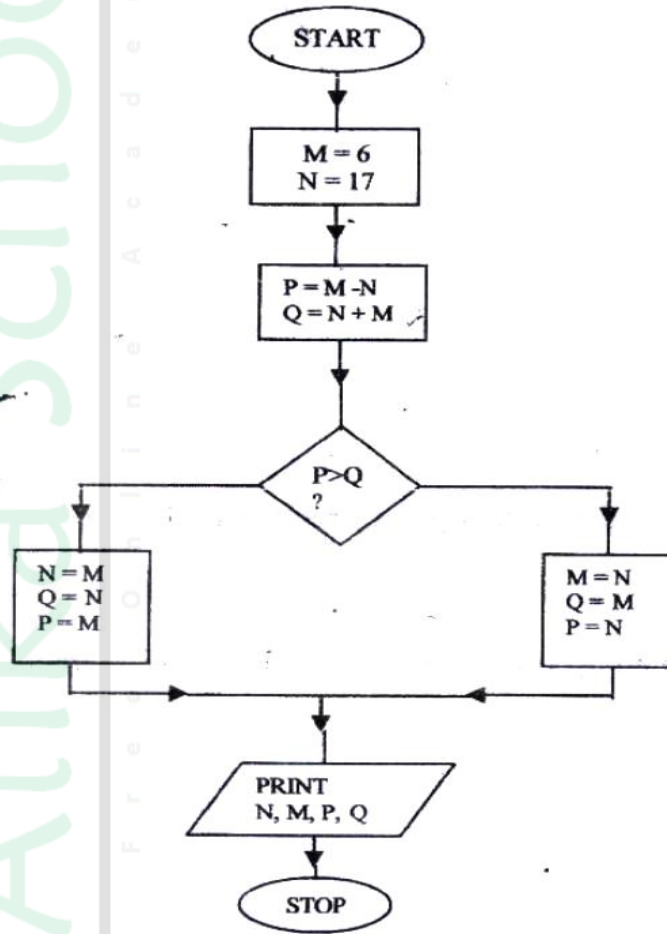 START
M = 6
N = 17
P = M -N
Q = N + M
P>Q
?
N = M
Q = N
P = M
M = N
Q = M
P = N
PRINT
N, M, P, Q
STOP